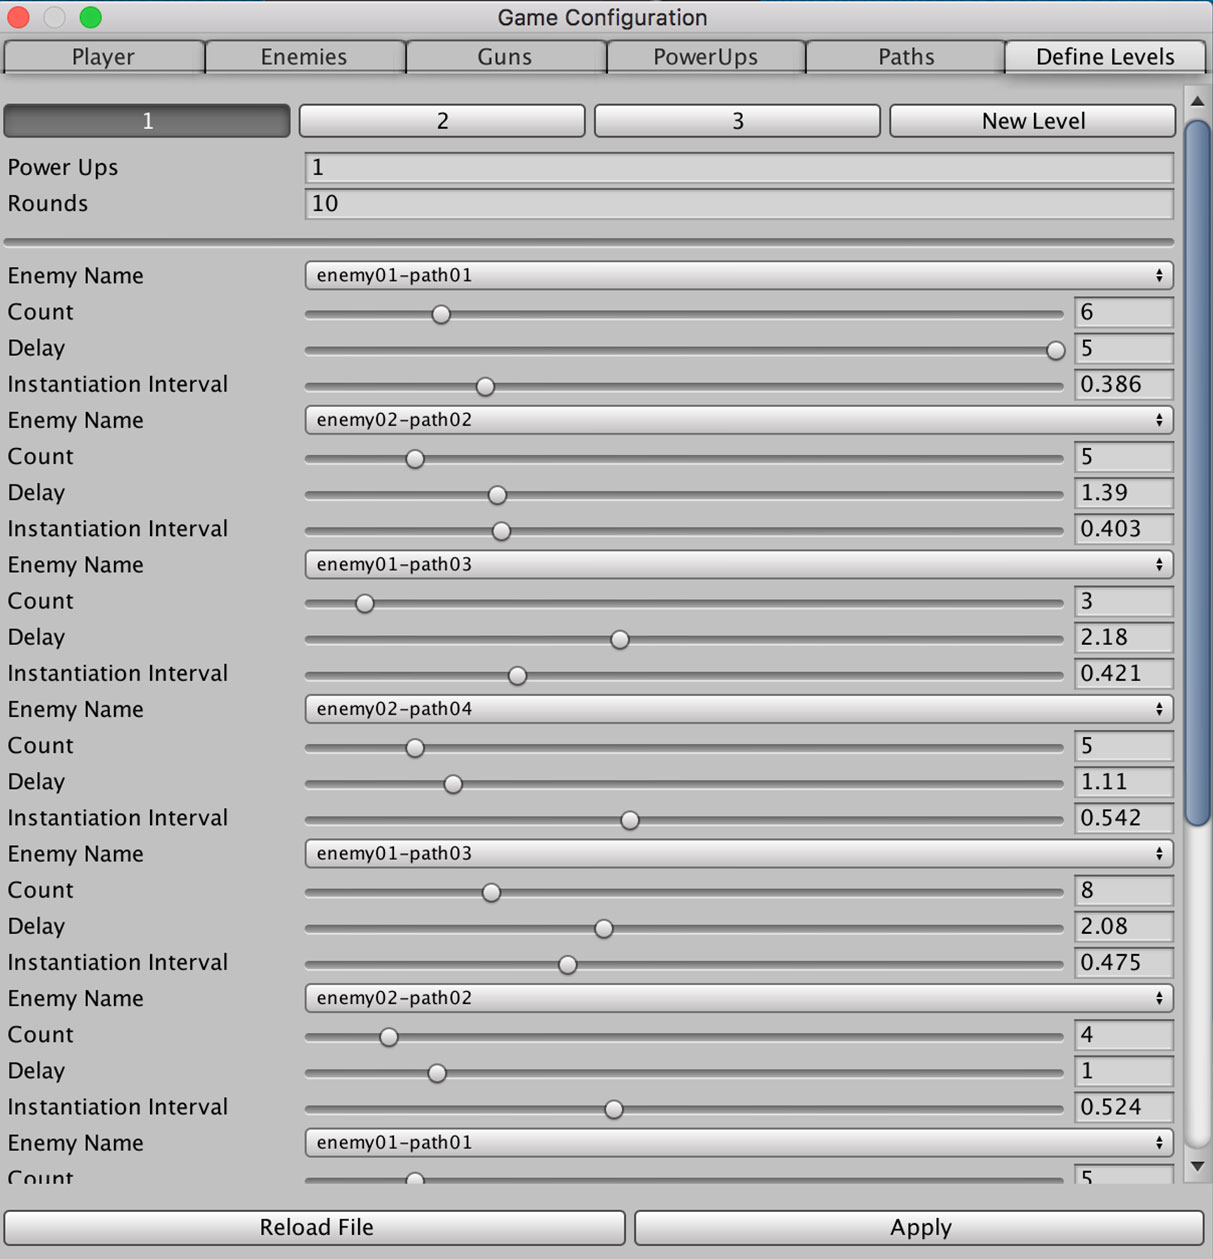 Game Configuration
Player Enemies Guns PowerUps Paths Define Levels
1 2 3 New Level
Power Ups 1
Rounds 10
Enemy Name enemy01-path01
Count 6
Delay 5
Instantiation Interval 0.386
Enemy Name enemy02-path02
Count 5
Delay 1.39
Instantiation Interval 0.403
Enemy Name enemy01-path03
Count 3
Delay 2.18
Instantiation Interval 0.421
Enemy Name enemy02-path04
Count 5
Delay 1.11
Instantiation Interval 0.542
Enemy Name enemy01-path03
Count 8
Delay 2.08
Instantiation Interval 0.475
Enemy Name enemy02-path02
Count 4
Delay 1
Instantiation Interval 0.524
Enemy Name enemy01-path01
Count 5
Reload File Apply